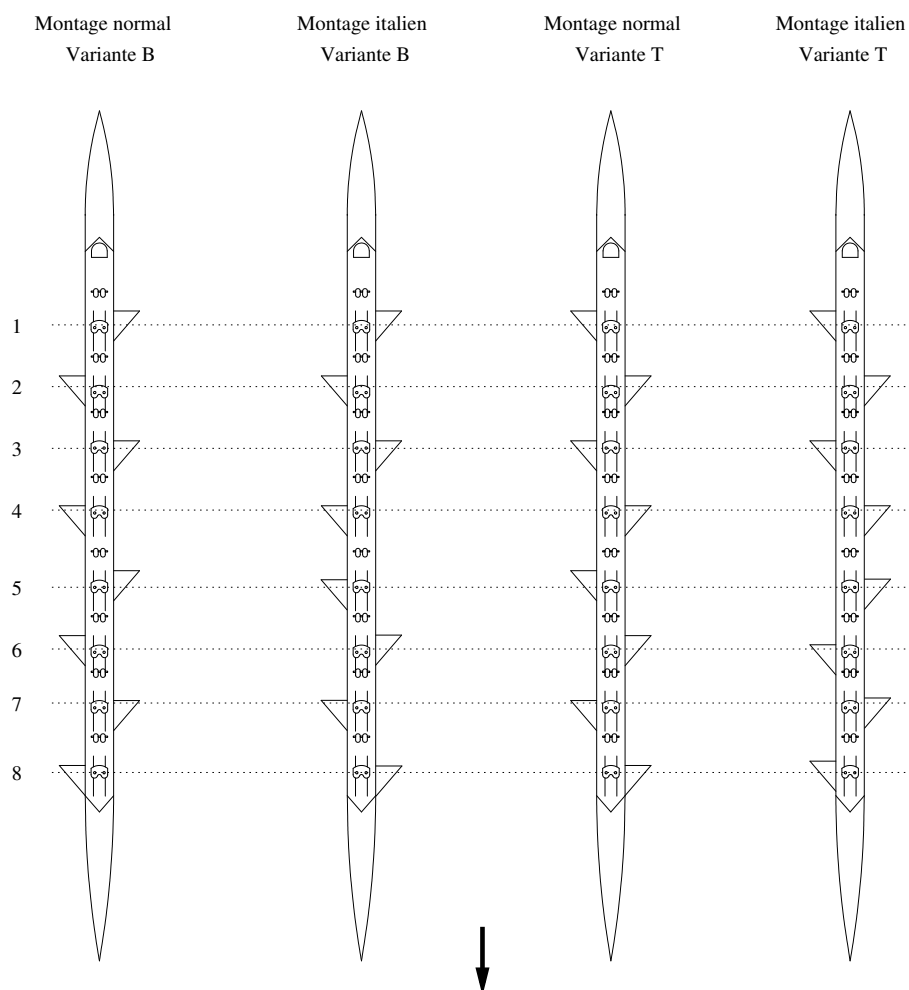 Montage normal
Variante B
Montage italien
Variante B
Montage normal
Variante T
Montage italien
Variante T
1
2
3
4
5
6
7
8